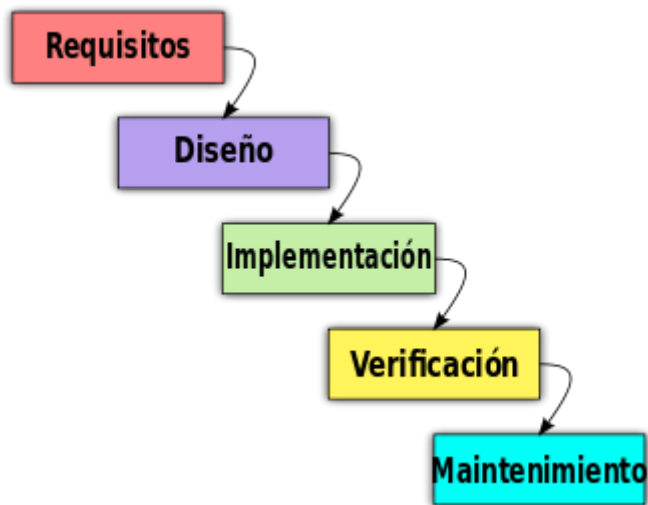 Requisitos
Diseño
Implementación
Verificación
Maintenimiento